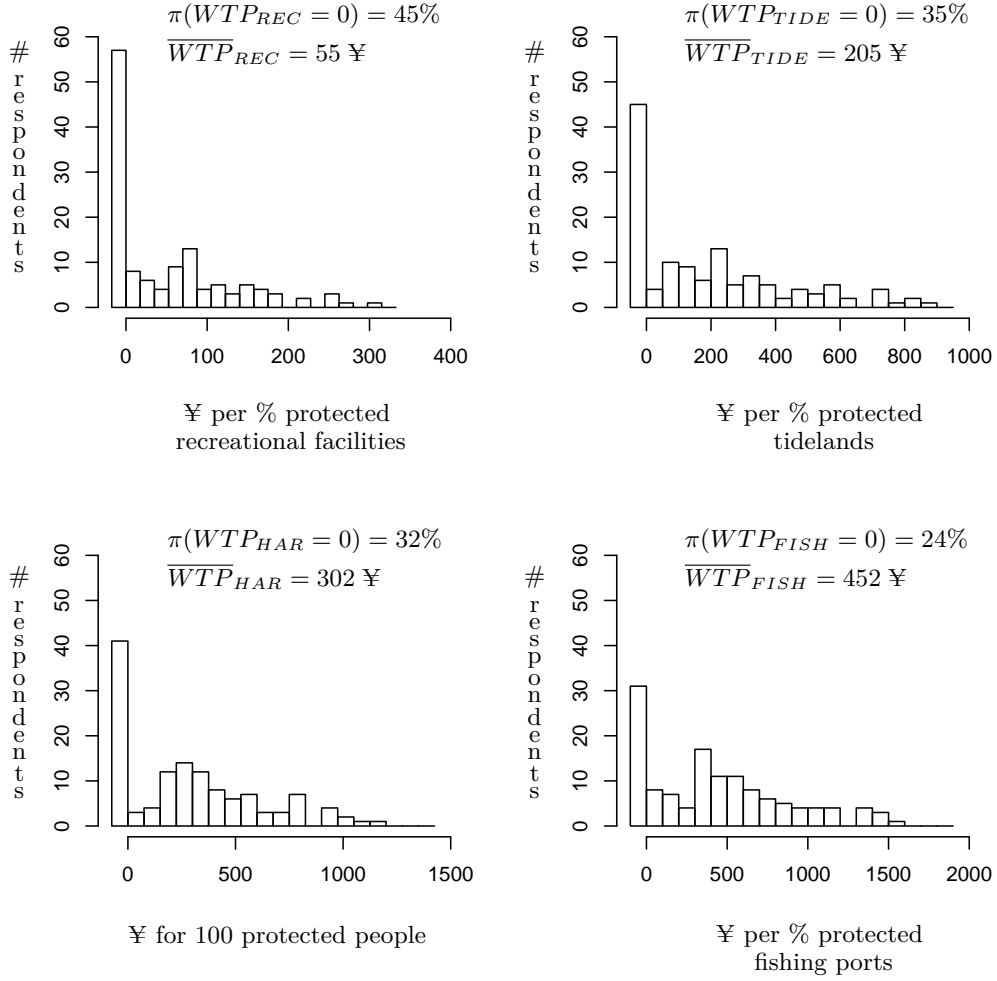 π(WTP_REC = 0) = 45%
WTP_REC = 55 ¥
# respondents
0 10 20 30 40 50 60
0 100 200 300 400
¥ per % protected
recreational facilities
π(WTP_TIDE = 0) = 35%
WTP_TIDE = 205 ¥
# respondents
0 10 20 30 40 50 60
0 200 400 600 800 1000
¥ per % protected
tidelands
π(WTP_HAR = 0) = 32%
WTP_HAR = 302 ¥
# respondents
0 10 20 30 40 50 60
0 500 1000 1500
¥ for 100 protected people
π(WTP_FISH = 0) = 24%
WTP_FISH = 452 ¥
# respondents
0 10 20 30 40 50 60
0 500 1000 1500 2000
¥ per % protected
fishing ports